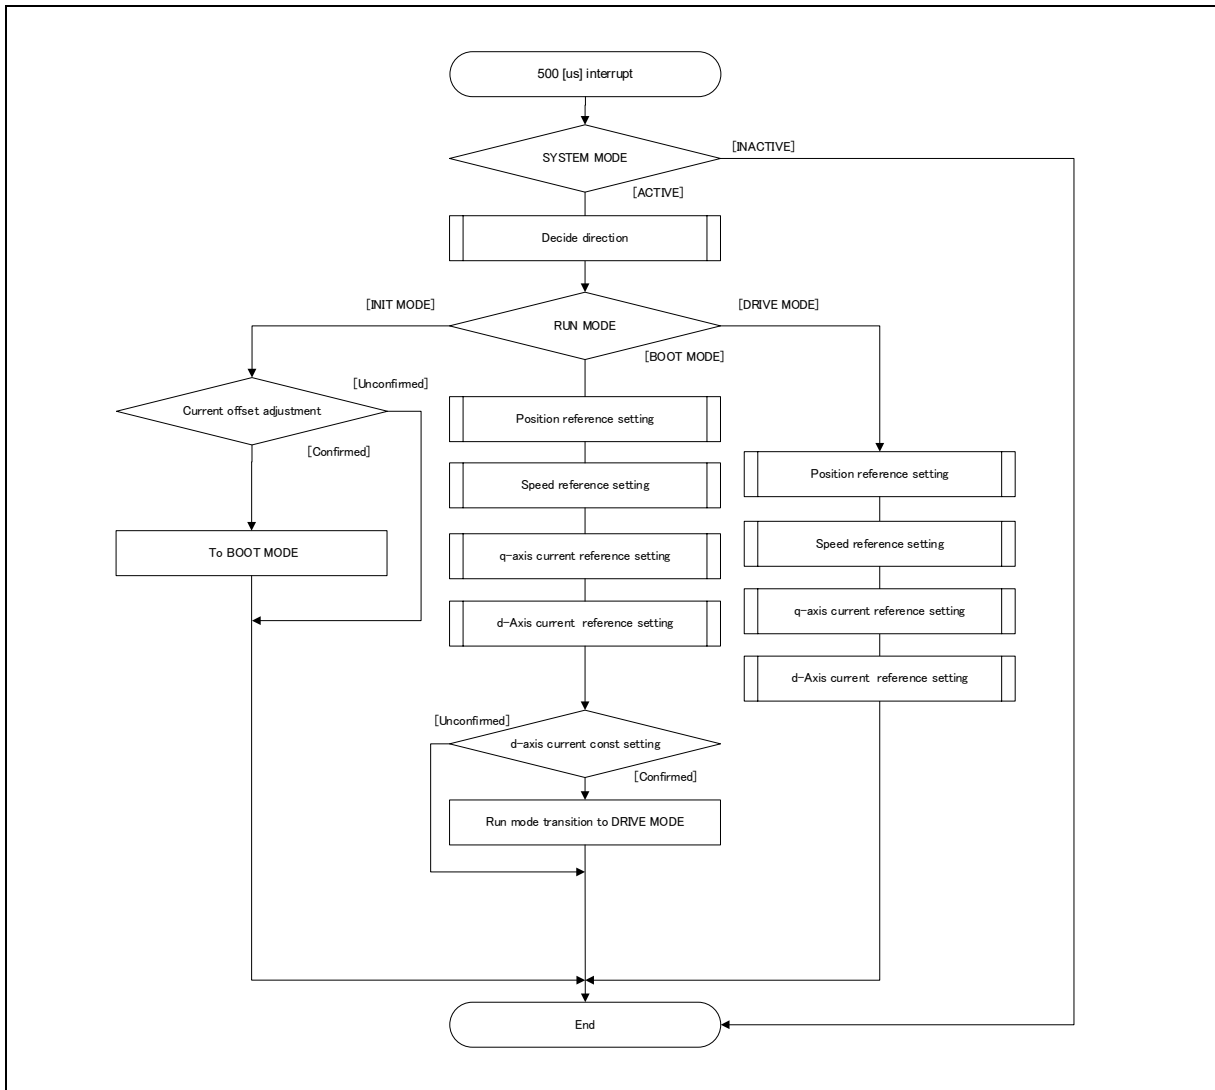 500 [us] interrupt
SYSTEM MODE
[INACTIVE]
[ACTIVE]
Decide direction
[INIT MODE]
[DRIVE MODE]
RUN MODE
[BOOT MODE]
[Unconfirmed]
Current offset adjustment
[Confirmed]
To BOOT MODE
Position reference setting
Speed reference setting
q-axis current reference setting
d-Axis current reference setting
[Unconfirmed]
d-axis current const setting
[Confirmed]
Run mode transition to DRIVE MODE
Position reference setting
Speed reference setting
q-axis current reference setting
d-Axis current reference setting
End